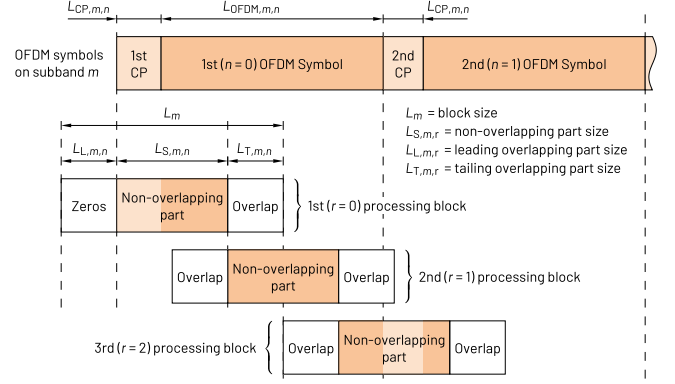 L_CP,m,n L_OFDM,m,n L_CP,m,n
OFDM symbols
on subband m
1st
CP
1st (n = 0) OFDM Symbol
2nd
CP
2nd (n = 1) OFDM Symbol
L_m
L_m = block size
L_S,m,r = non-overlapping part size
L_L,m,r = leading overlapping part size
L_T,m,r = tailing overlapping part size
L_L,m,n L_S,m,n L_T,m,n
Zeros
Non-overlapping
part
Overlap
1st (r = 0) processing block
Overlap
Non-overlapping
part
Overlap
2nd (r = 1) processing block
3rd (r = 2) processing block
Overlap
Non-overlapping
part
Overlap